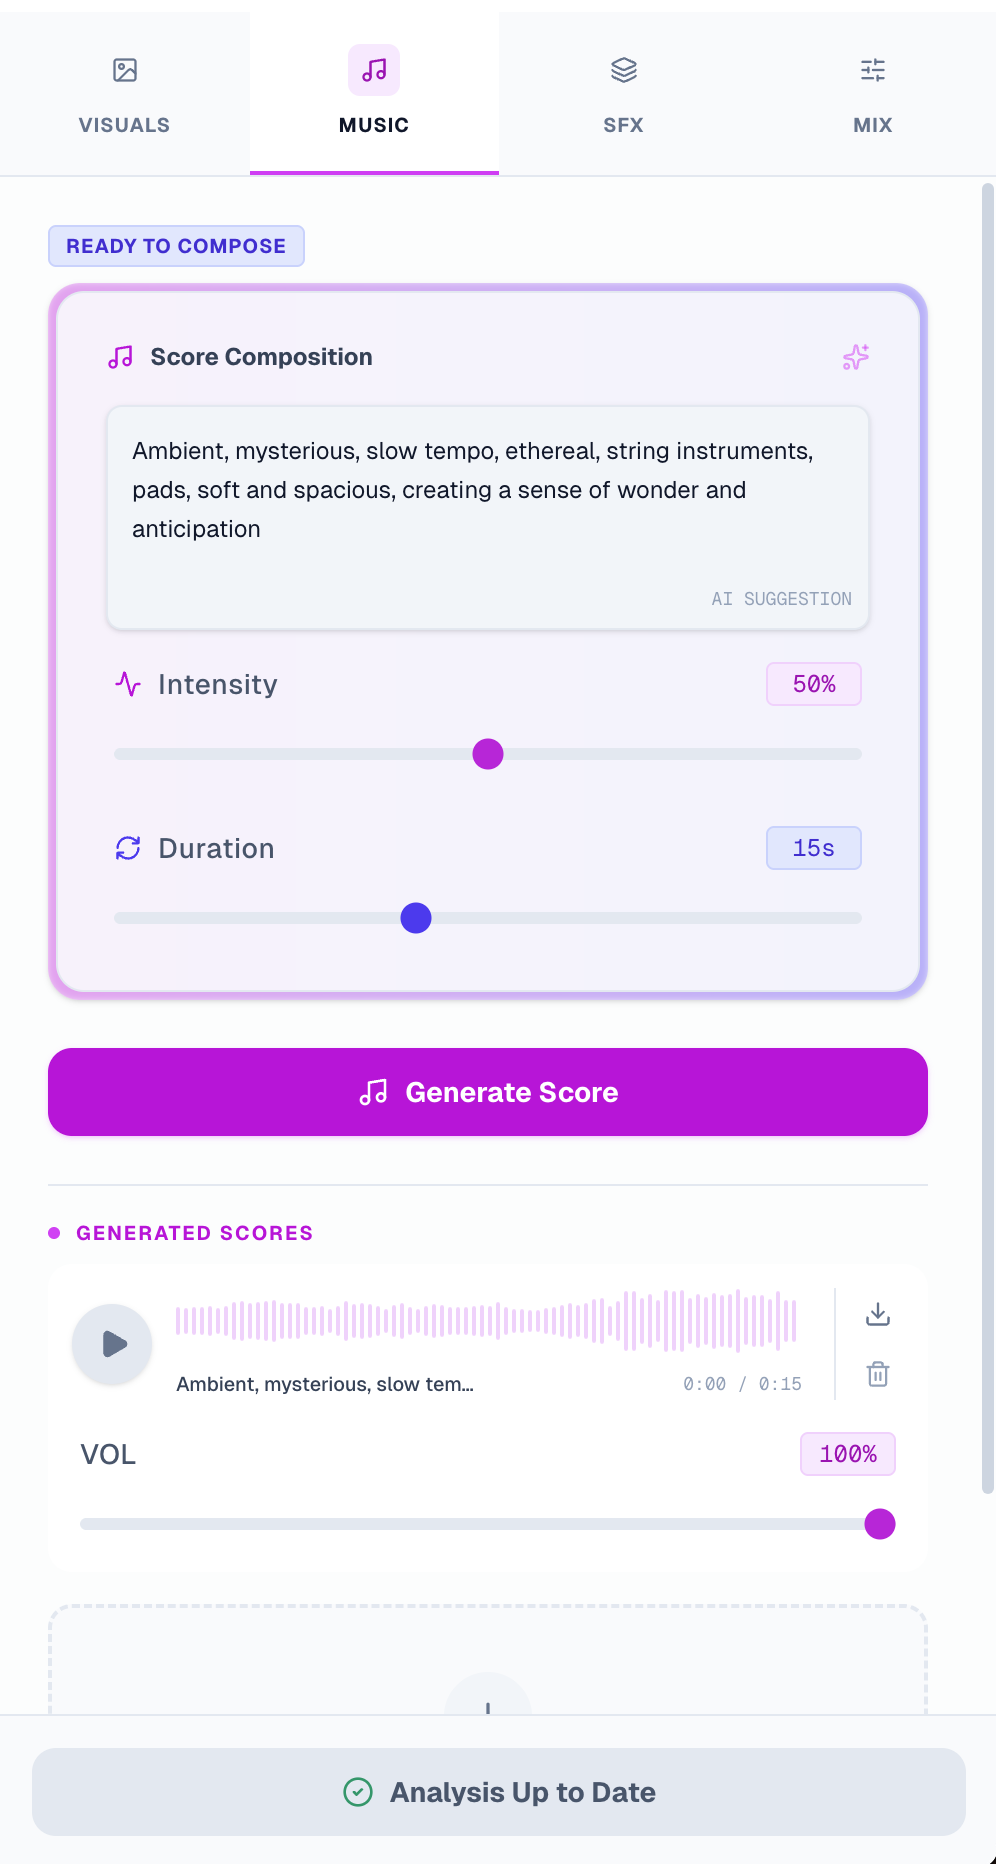 VISUALS
MUSIC
SFX
MIX
READY TO COMPOSE
Score Composition
Ambient, mysterious, slow tempo, ethereal, string instruments,
pads, soft and spacious, creating a sense of wonder and
anticipation
AI SUGGESTION
Intensity
50%
Duration
15s
Generate Score
GENERATED SCORES
Ambient, mysterious, slow tem...
0:00 / 0:15
VOL
100%
Analysis Up to Date